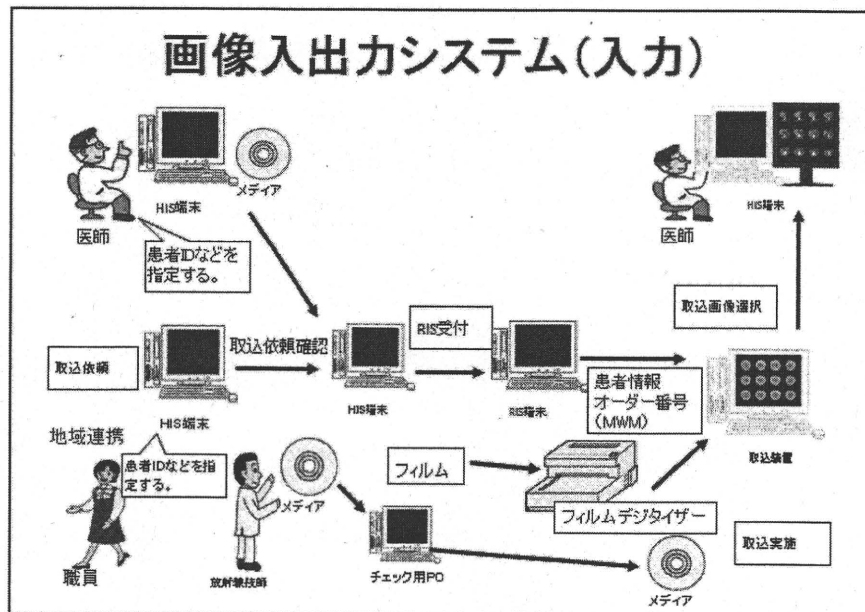 画像入出力システム(入力)
メディア
HIS端末
医師
患者IDなどを
指定する。
HIS端末
医師
取込画像選択
取込依頼
取込依頼確認
RIS受付
HIS端末
HIS端末
RIS端末
患者情報
オーダー番号
(MWM)
取込装置
地域連携
患者IDなどを指
定する。
メディア
フィルム
フィルムデジタイザー
取込実施
職員
放射線技師
チェック用PC
メディア